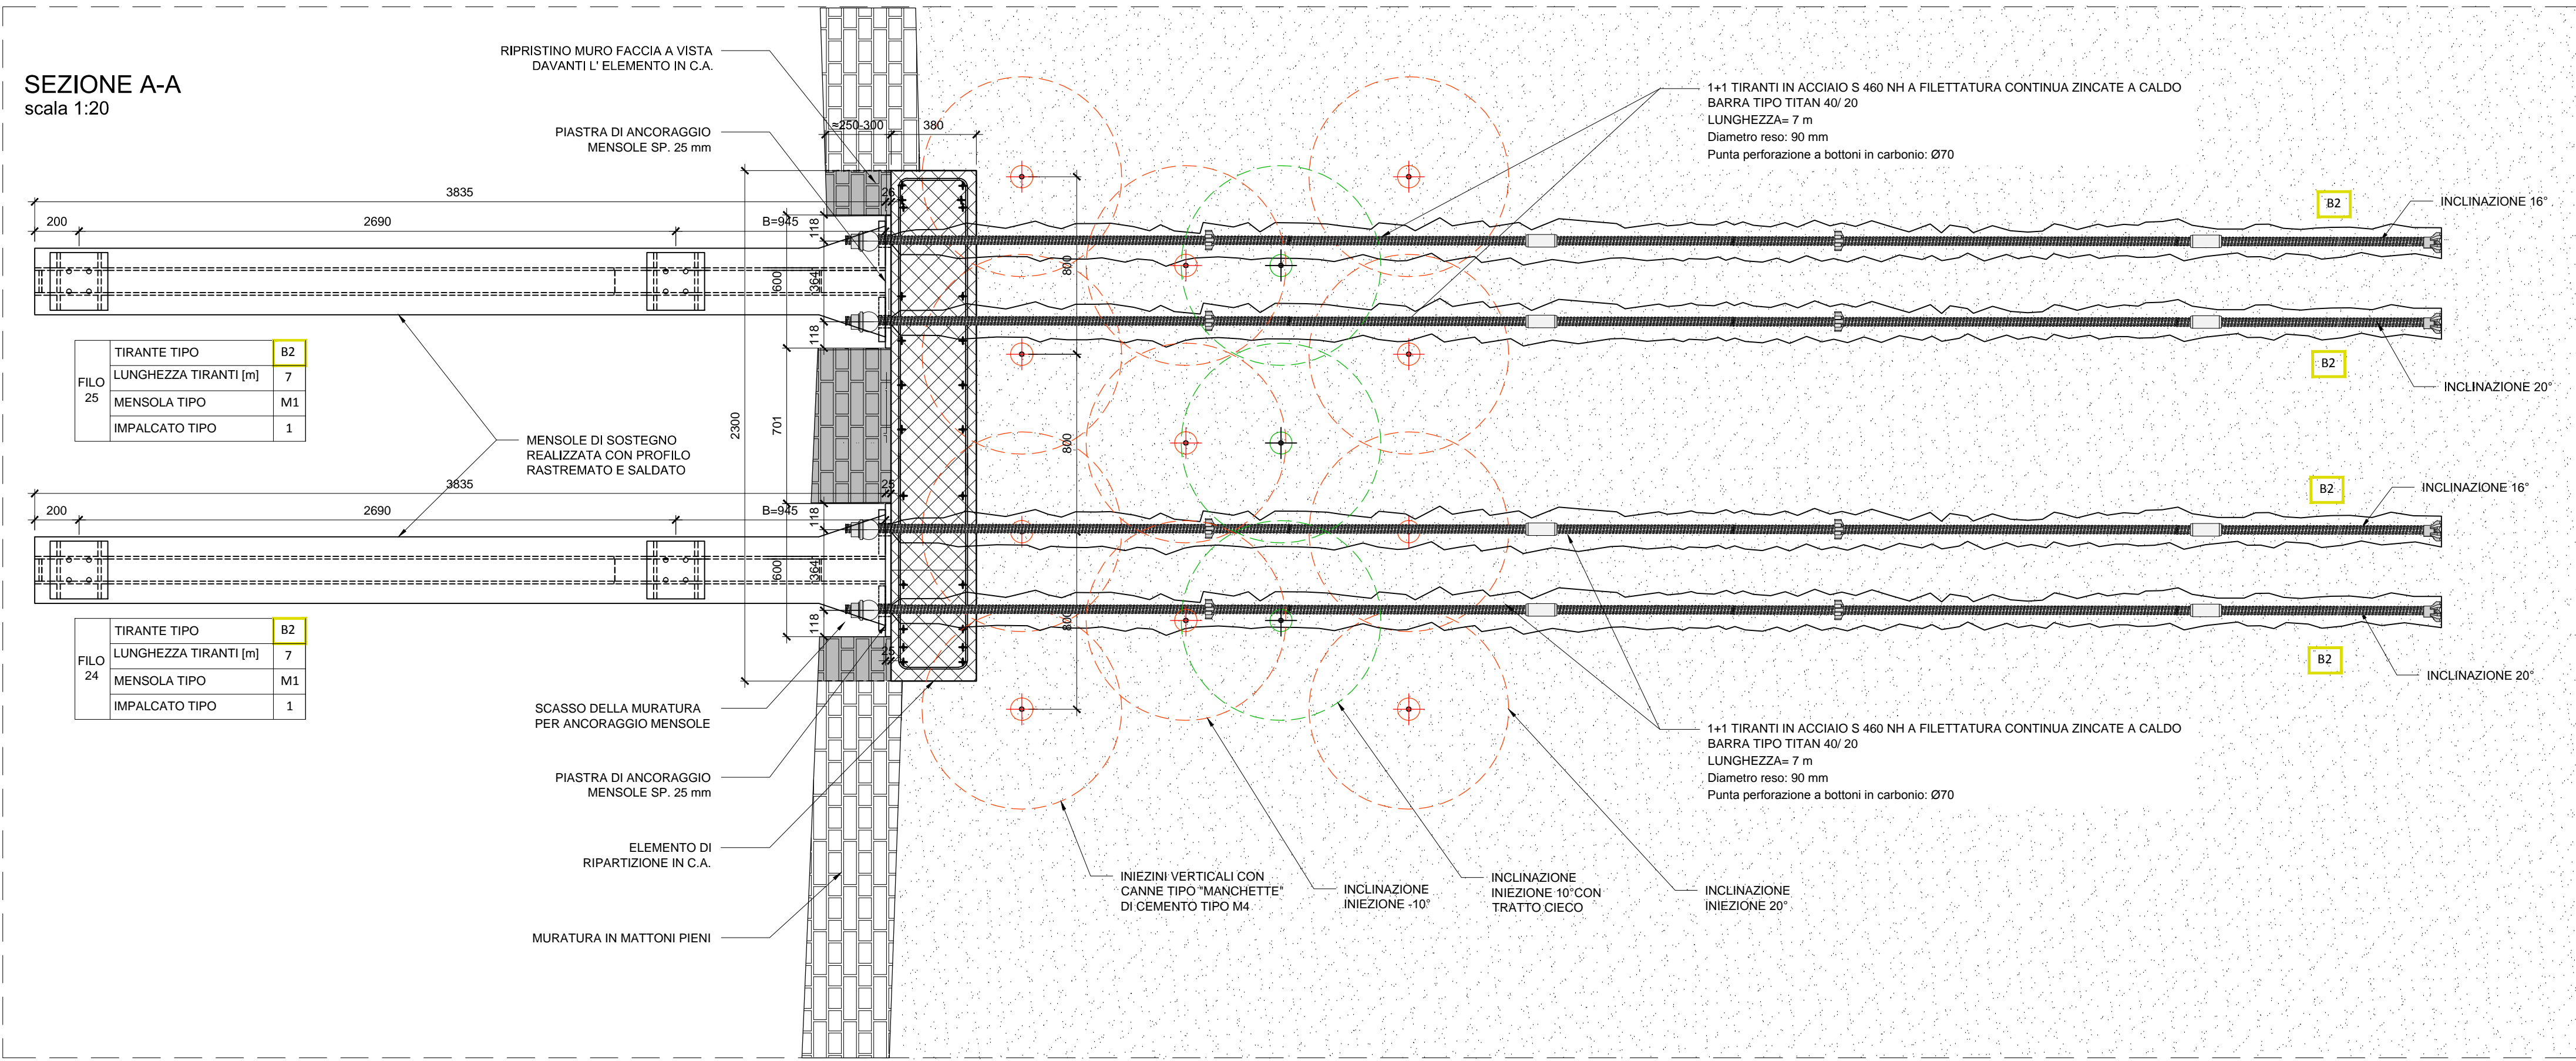 SEZIONE A-A
scala 1:20
RIPRISTINO MURO FACCIA A VISTA
DAVANTI L' ELEMENTO IN C.A.
PIASTRA DI ANCORAGGIO
MENSOLE SP. 25 mm
≈250-300
380
1+1 TIRANTI IN ACCIAIO S 460 NH A FILETTATURA CONTINUA ZINCATE A CALDO
BARRA TIPO TITAN 40/ 20
LUNGHEZZA= 7 m
Diametro reso: 90 mm
Punta perforazione a bottoni in carbonio: Ø70
3835
26
200
2690
B=945
118
600
364
118
800
B2
INCLINAZIONE 16°
B2
INCLINAZIONE 20°
FILO
25
TIRANTE TIPO
B2
LUNGHEZZA TIRANTI [m]
7
MENSOLA TIPO
M1
IMPALCATO TIPO
1
2300
701
800
MENSOLE DI SOSTEGNO
REALIZZATA CON PROFILO
RASTREMATO E SALDATO
3835
25
200
2690
B=945
118
600
364
118
25
800
B2
INCLINAZIONE 16°
B2
INCLINAZIONE 20°
FILO
24
TIRANTE TIPO
B2
LUNGHEZZA TIRANTI [m]
7
MENSOLA TIPO
M1
IMPALCATO TIPO
1
SCASSO DELLA MURATURA
PER ANCORAGGIO MENSOLE
PIASTRA DI ANCORAGGIO
MENSOLE SP. 25 mm
ELEMENTO DI
RIPARTIZIONE IN C.A.
MURATURA IN MATTONI PIENI
1+1 TIRANTI IN ACCIAIO S 460 NH A FILETTATURA CONTINUA ZINCATE A CALDO
BARRA TIPO TITAN 40/ 20
LUNGHEZZA= 7 m
Diametro reso: 90 mm
Punta perforazione a bottoni in carbonio: Ø70
INIEZINI VERTICALI CON
CANNE TIPO "MANCHETTE"
DI CEMENTO TIPO M4
INCLINAZIONE
INIEZIONE -10°
INCLINAZIONE
INIEZIONE 10°CON
TRATTO CIECO
INCLINAZIONE
INIEZIONE 20°